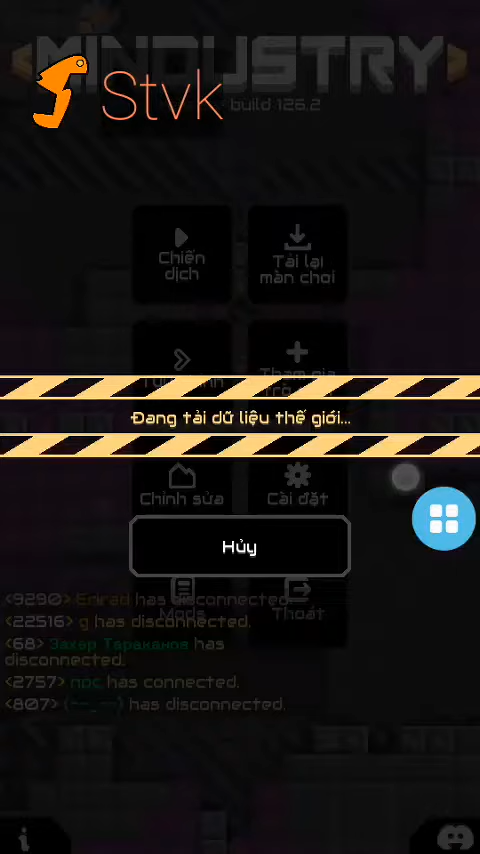 MINDUSTRY
Stvk
build 126.2
Chiến
dịch
Tải lại
màn chơi
Đang tải dữ liệu thế giới...
Chỉnh sửa
Cài đặt
Hủy
<9290> Enrad has disconnected.
<22516> g has disconnected.
Mods
Thoát
<68> Захар Тараканов has
disconnected.
<2757> npc has connected.
<807> has disconnected.